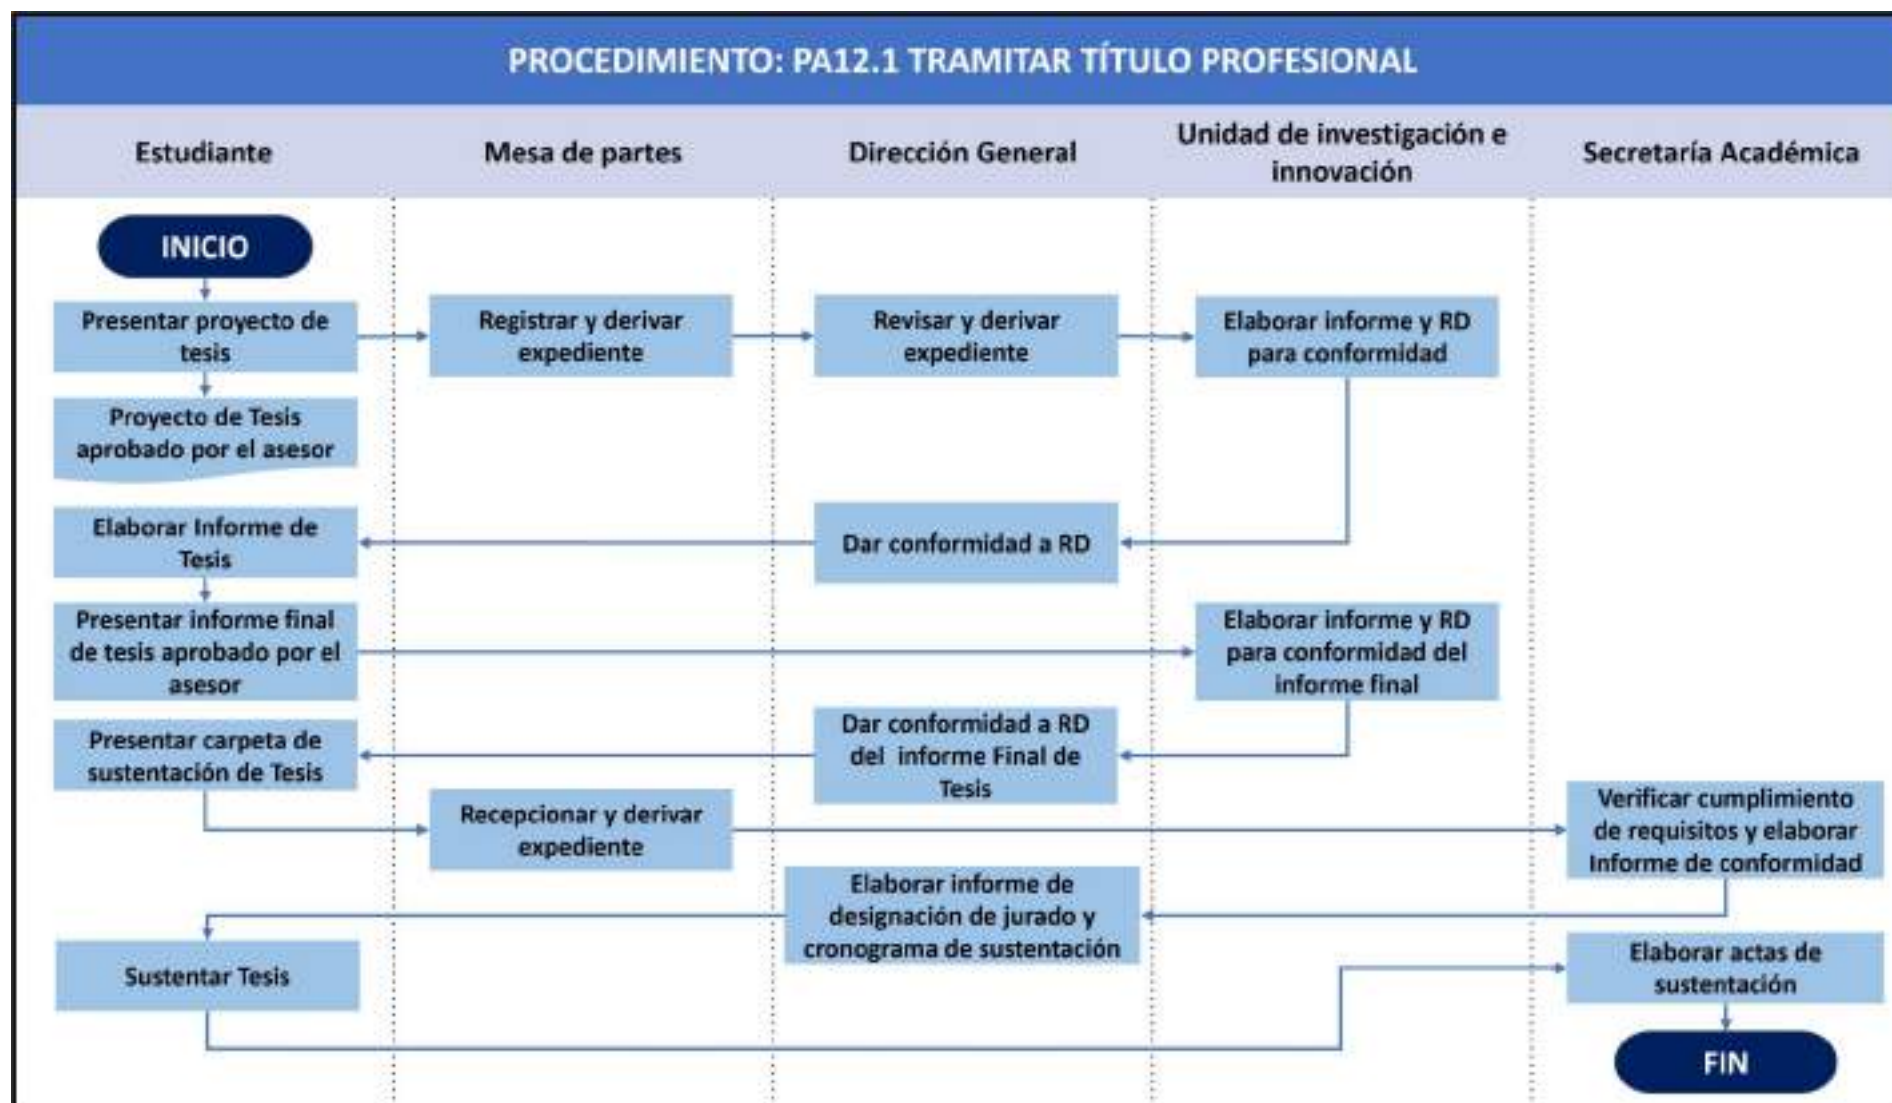 PROCEDIMIENTO: PA12.1 TRAMITAR TÍTULO PROFESIONAL
Estudiante
Mesa de partes
Dirección General
Unidad de investigación e
innovación
Secretaría Académica
INICIO
Presentar proyecto de
tesis
Registrar y derivar
expediente
Revisar y derivar
expediente
Elaborar informe y RD
para conformidad
Proyecto de Tesis
aprobado por el asesor
Elaborar Informe de
Tesis
Dar conformidad a RD
Presentar informe final
de tesis aprobado por el
asesor
Elaborar informe y RD
para conformidad del
informe final
Presentar carpeta de
sustentación de Tesis
Dar conformidad a RD
del informe Final de
Tesis
Recepcionar y derivar
expediente
Verificar cumplimiento
de requisitos y elaborar
Informe de conformidad
Elaborar informe de
designación de jurado y
cronograma de sustentación
Sustentar Tesis
Elaborar actas de
sustentación
FIN